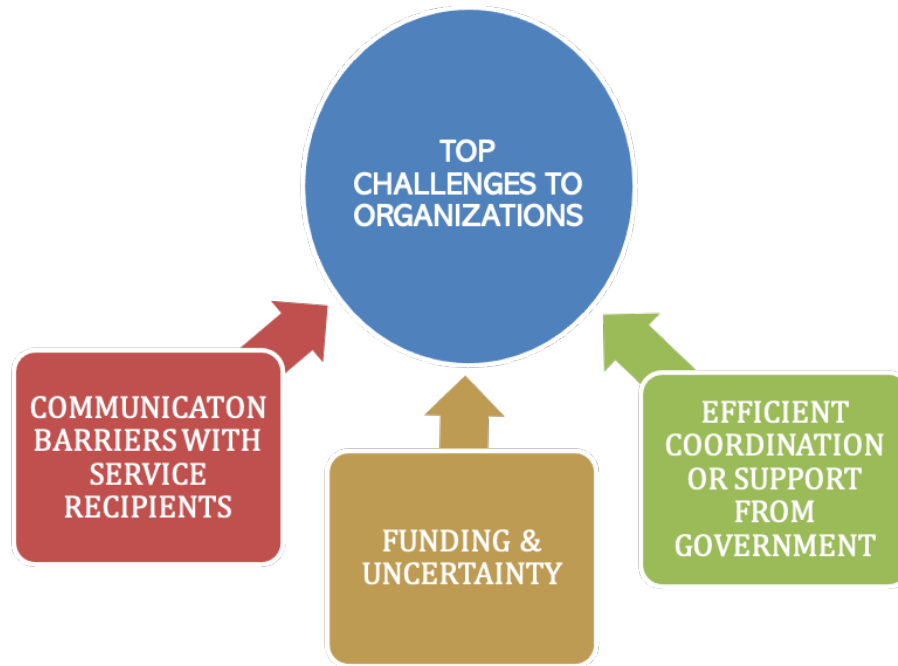 TOP
CHALLENGES TO
ORGANIZATIONS
COMMUNICATON
BARRIERS WITH
SERVICE
RECIPIENTS
FUNDING &
UNCERTAINTY
EFFICIENT
COORDINATION
OR SUPPORT
FROM
GOVERNMENT